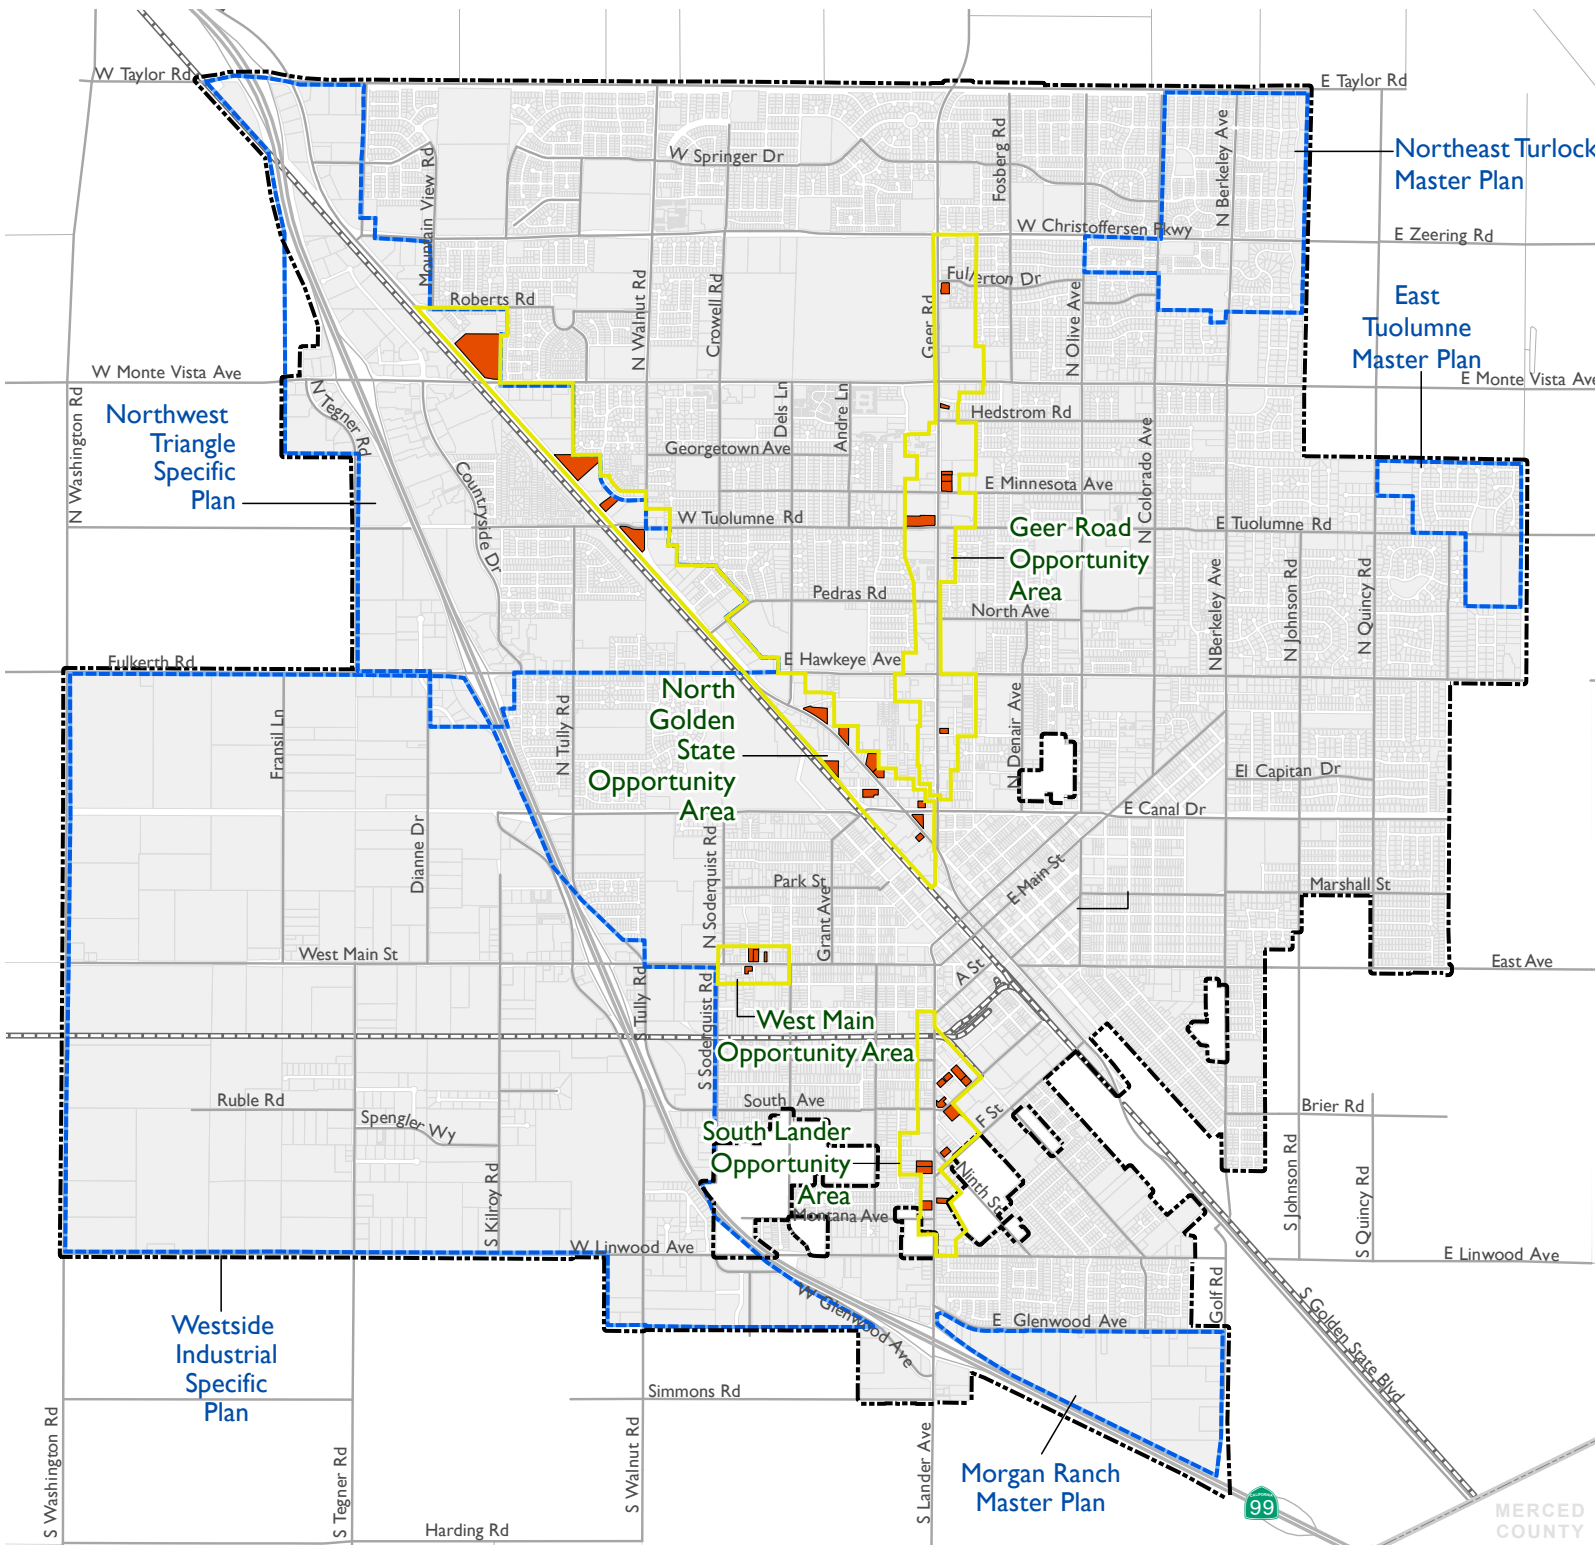 W Taylor Rd
E Taylor Rd
Northeast Turlock
Master Plan
W Springer Dr
Fosberg Rd
N Berkeley Ave
Mountain View Rd
W Christoffersen Pkwy
E Zeering Rd
Fullerton Dr
Roberts Rd
N Walnut Rd
Crowell Rd
Geer Rd
N Olive Ave
East
Tuolumne
Master Plan
W Monte Vista Ave
E Monte Vista Ave
N Washington Rd
N Tegner Rd
Northwest
Triangle
Specific
Plan
Dels Ln
Andre Ln
Hedstrom Rd
Georgetown Ave
N Colorado Ave
Countryside Dr
E Minnesota Ave
W Tuolumne Rd
E Tuolumne Rd
Geer Road
Opportunity
Area
Pedras Rd
North Ave
NBerkeley Ave
N Johnson Rd
N Quincy Rd
Fulkerth Rd
E Hawkeye Ave
North
Golden
State
Opportunity
Area
Fransil Ln
N Tully Rd
N Denair Ave
El Capitan Dr
E Canal Dr
Dianne Dr
N Soderquist Rd
Park St
Grant Ave
E Main St
Marshall St
West Main St
East Ave
A St
S Tully Rd
S Soderquist Rd
West Main
Opportunity Area
Ruble Rd
Spengler Wy
South Ave
F St
Brier Rd
South Lander
Opportunity
Area
Ninth St
Montana Ave
S Kilroy Rd
S Johnson Rd
S Quincy Rd
W Linwood Ave
E Linwood Ave
Westside
Industrial
Specific
Plan
W Glenwood Ave
E Glenwood Ave
Golf Rd
S Golden State Blvd
Simmons Rd
S Washington Rd
S Tegner Rd
S Walnut Rd
S Lander Ave
Morgan Ranch
Master Plan
CALIFORNIA
99
Harding Rd
MERCED
COUNTY